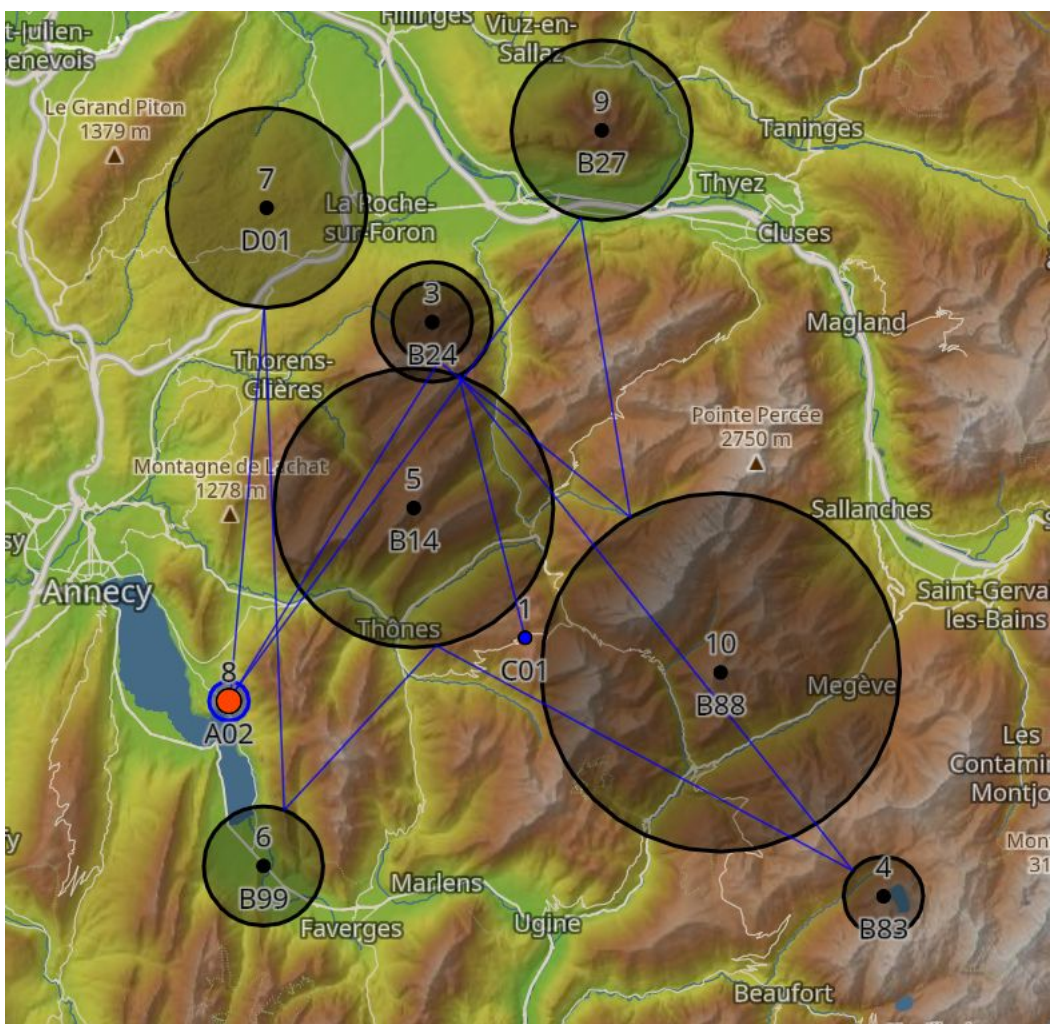 Fillinges
t-Julien-
enevois
Viuz-en-
Sallaz
Le Grand Piton
1379 m
9
B27
Taninges
7
D01
La Roche-
sur-Foron
Thyez
Cluses
3
B24
Magland
Thorens-
Glières
Pointe Percée
2750 m
Montagne de Lachat
1278 m
5
B14
Sallanches
sy
Annecy
Saint-Gerva
les-Bains
Thônes
1
C01
10
B88
Megève
8
A02
Les
Contamin
Montjo
fy
6
B99
Mon
31
Marlens
Faverges
Ugine
4
B83
Beaufort